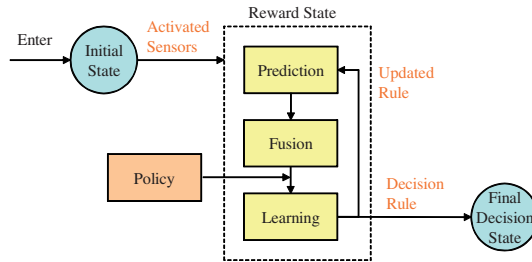 Reward State
Enter
Initial
State
Activated
Sensors
Prediction
Updated
Rule
Fusion
Policy
Learning
Decision
Rule
Final
Decision
State